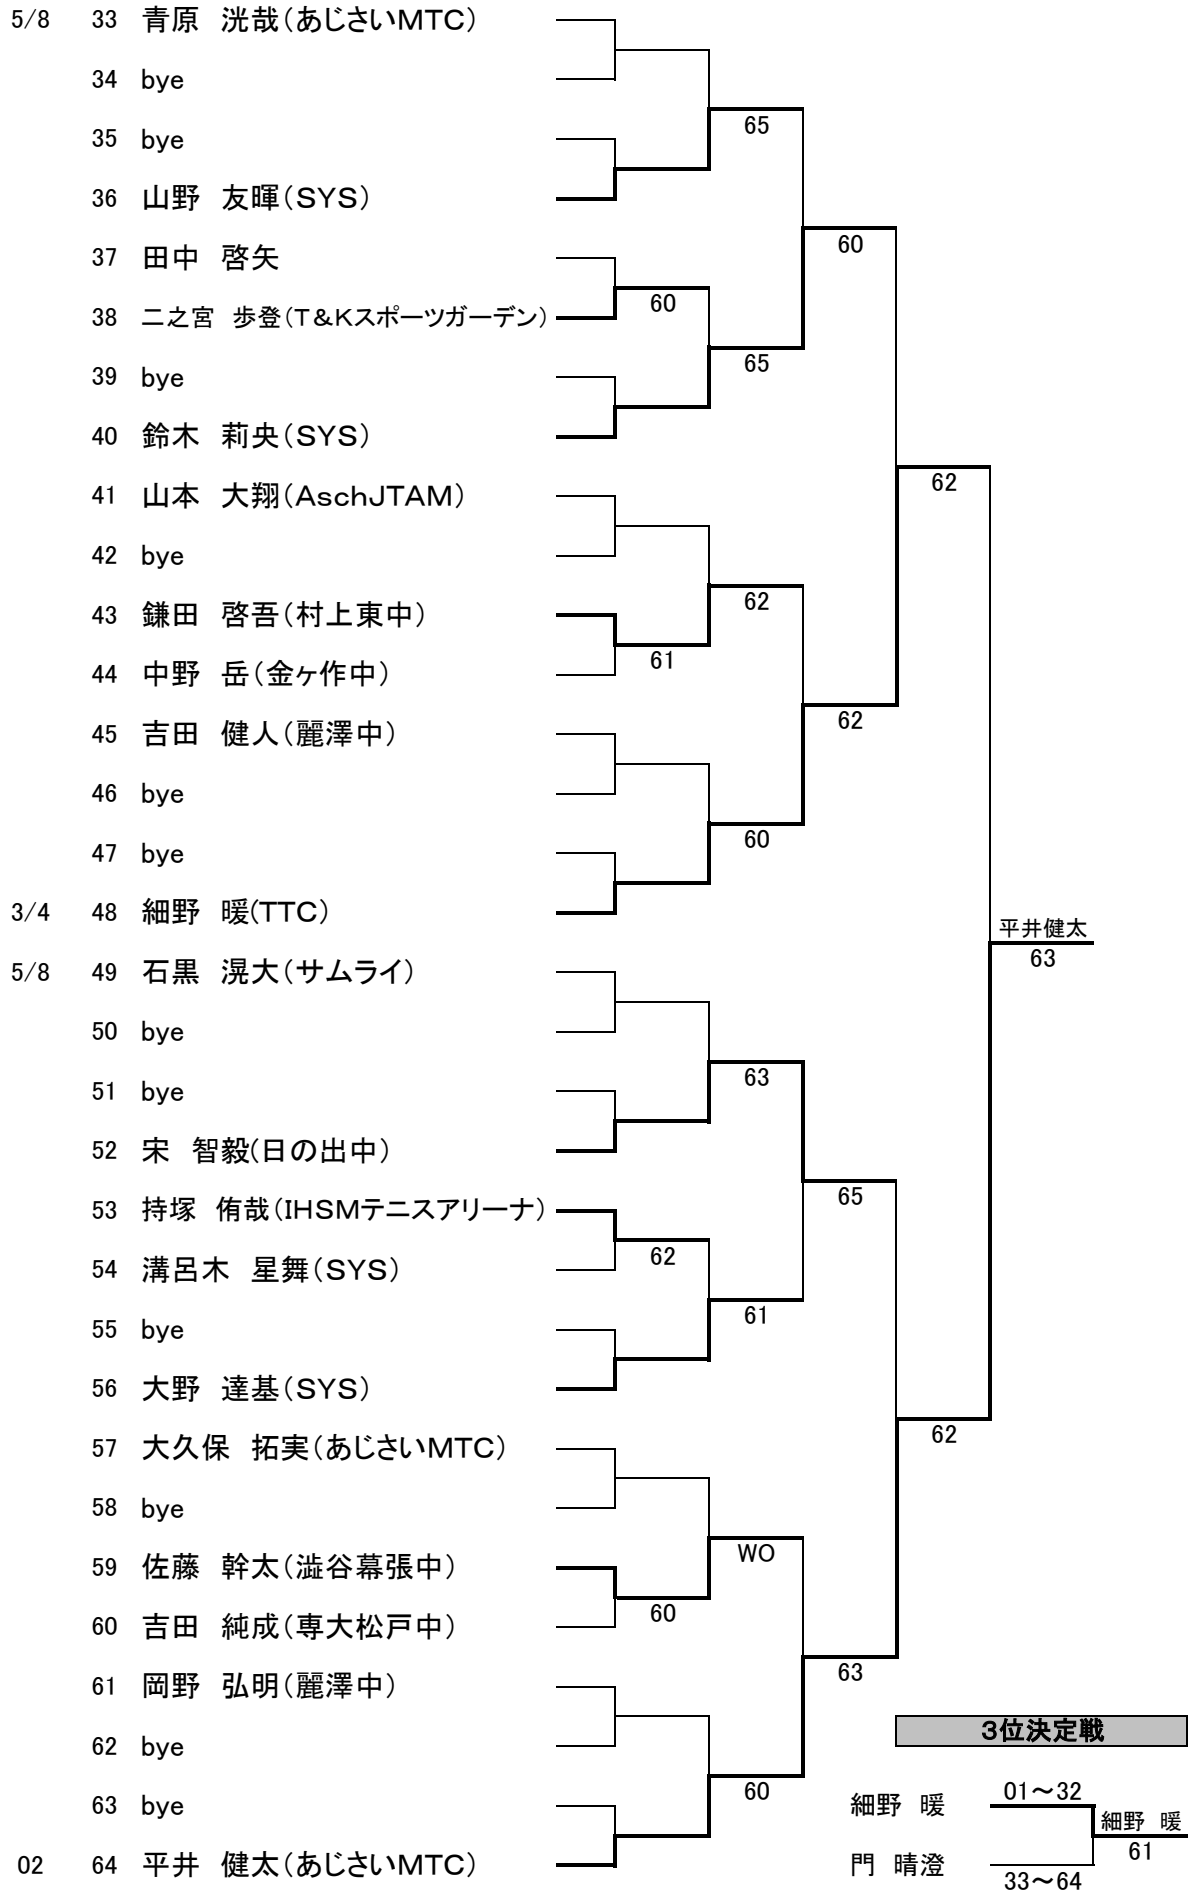 5/8 33 青原 洸哉(あじさいMTC)
34 bye
65
35 bye
36 山野 友暉(SYS)
60
37 田中 啓矢
60
38 二之宮 歩登(T&Kスポーツガーデン)
65
39 bye
40 鈴木 莉央(SYS)
62
41 山本 大翔(AschJTAM)
42 bye
62
43 鎌田 啓吾(村上東中)
61
44 中野 岳(金ヶ作中)
62
45 吉田 健人(麗澤中)
46 bye
60
47 bye
3/4 48 細野 暖(TTC)
平井健太
63
5/8 49 石黒 滉大(サムライ)
50 bye
63
51 bye
52 宋 智毅(日の出中)
65
53 持塚 侑哉(IHSMテニスアリーナ)
62
54 溝呂木 星舞(SYS)
61
55 bye
56 大野 達基(SYS)
62
57 大久保 拓実(あじさいMTC)
58 bye
WO
59 佐藤 幹太(澁谷幕張中)
60
60 吉田 純成(専大松戸中)
63
61 岡野 弘明(麗澤中)
3位決定戦
62 bye
60
63 bye
細野 暖 01～32
細野 暖
61
02 64 平井 健太(あじさいMTC)
門 晴澄 33～64